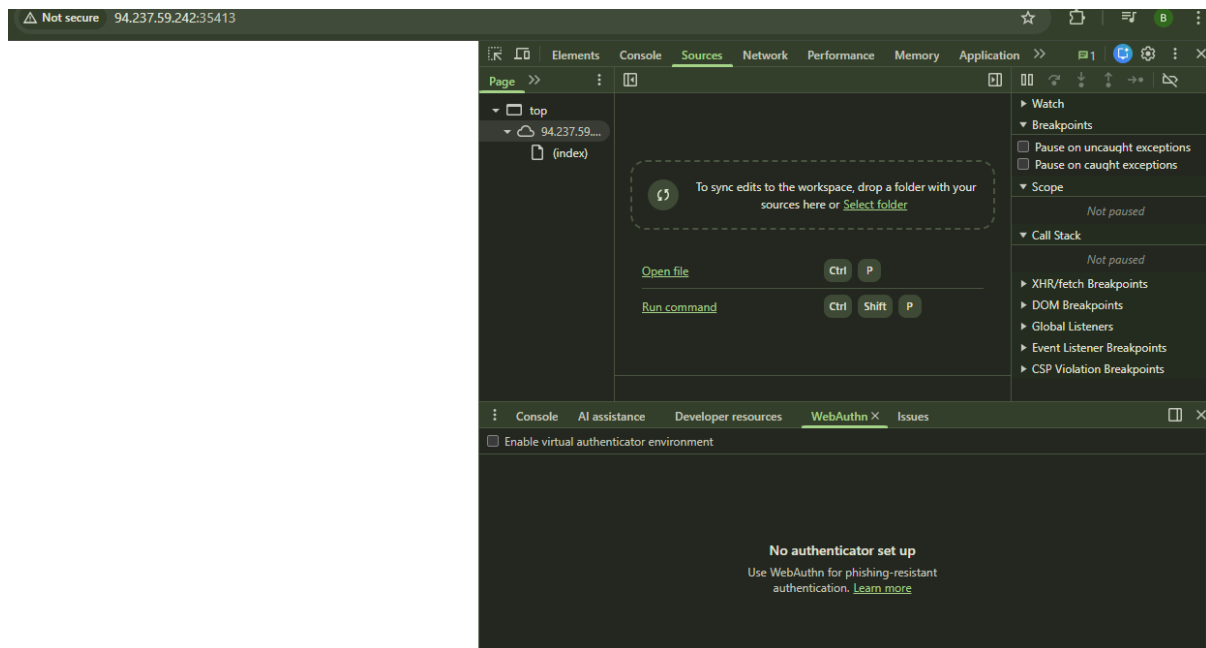 Not secure 94.237.59.242:35413 B
Elements Console Sources Network Performance Memory Application 1
Page
top
94.237.59....
(index)
To sync edits to the workspace, drop a folder with your
sources here or Select folder
Open file Ctrl P
Run command Ctrl Shift P
Watch
Breakpoints
Pause on uncaught exceptions
Pause on caught exceptions
Scope
Not paused
Call Stack
Not paused
XHR/fetch Breakpoints
DOM Breakpoints
Global Listeners
Event Listener Breakpoints
CSP Violation Breakpoints
Console AI assistance Developer resources WebAuthn Issues
Enable virtual authenticator environment
No authenticator set up
Use WebAuthn for phishing-resistant
authentication. Learn more